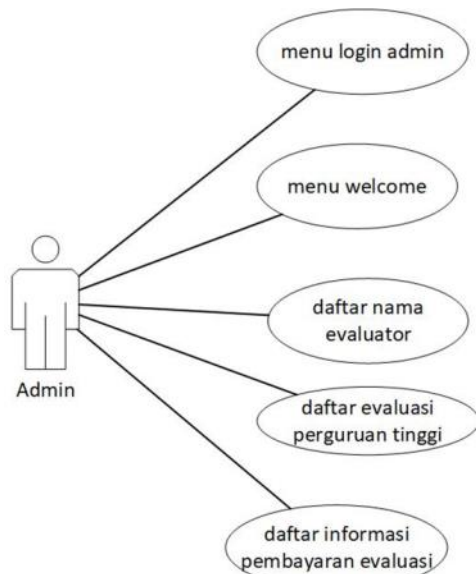 menu login admin
menu welcome
daftar nama
evaluator
Admin
daftar evaluasi
perguruan tinggi
daftar informasi
pembayaran evaluasi